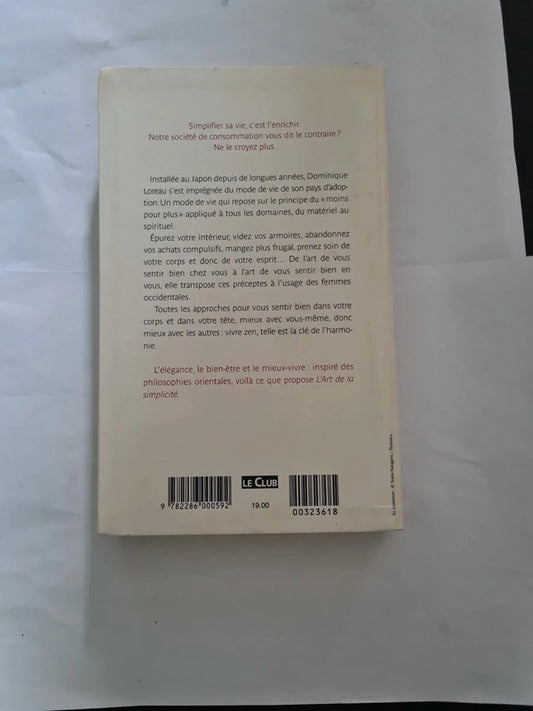 Simplifier sa vie, c'est l'enrichir.
Notre société de consommation vous dit le contraire ?
Ne le croyez plus.
Installée au Japon depuis de longues années, Dominique
Loreau s'est imprégnée du mode de vie de son pays d'adop-
tion. Un mode de vie qui repose sur le principe du « moins
pour plus » appliqué à tous les domaines, du matériel au
spirituel.
Épurez votre intérieur, videz vos armoires, abandonnez
vos achats compulsifs, mangez plus frugal, prenez soin de
votre corps et donc de votre esprit... De l'art de vous
sentir bien chez vous à l'art de vous sentir bien en
vous, elle transpose ces préceptes à l'usage des femmes
occidentales.
Toutes les approches pour vous sentir bien dans votre
corps et dans votre tête, mieux avec vous-même, donc
mieux avec les autres : vivre zen, telle est la clé de l'harmo-
nie.
L'élégance, le bien-être et le mieux-vivre : inspiré des
philosophies orientales, voilà ce que propose L'Art de la
simplicité.
LE CLUB
9 782286 000592
19.00
00323618